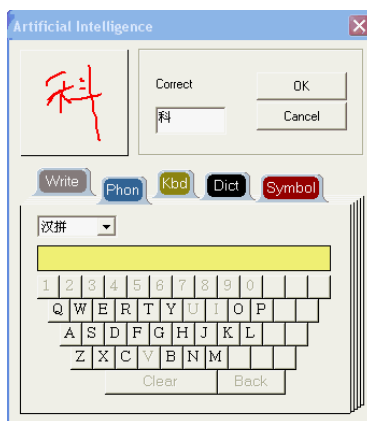 Artificial Intelligence
科
Correct
科
OK
Cancel
Write Phon Kbd Dict Symbol
汉拼
1 2 3 4 5 6 7 8 9 0
Q W E R T Y U I O P
A S D F G H J K L
Z X C V B N M
Clear Back